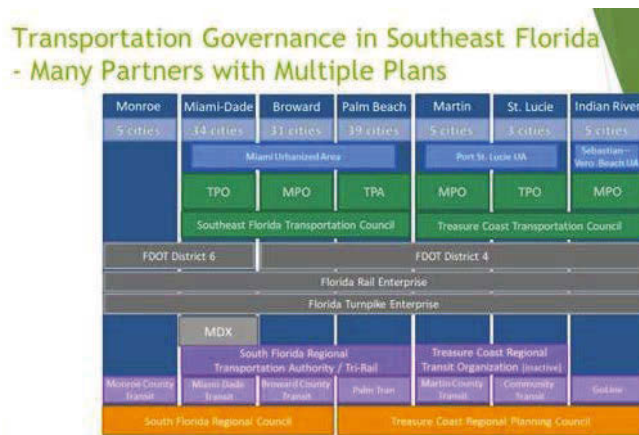 Transportation Governance in Southeast Florida
- Many Partners with Multiple Plans
Monroe Miami-Dade Broward Palm Beach Martin St. Lucie Indian River
5 cities 34 cities 31 cities 39 cities 5 cities 3 cities 5 cities
Miami Urbanized Area Port St. Lucie UA Sebastian-
Vero Beach UA
TPO MPO TPA MPO TPO MPO
Southeast Florida Transportation Council Treasure Coast Transportation Council
FDOT District 6 FDOT District 4
Florida Rail Enterprise
Florida Turnpike Enterprise
MDX
South Florida Regional Treasure Coast Regional
Transportation Authority / Tri-Rail Transit Organization (inactive)
Monroe County Miami-Dade Broward County Palm Tran Martin County Community GoLine
Transit Transit Transit Transit Transit
South Florida Regional Council Treasure Coast Regional Planning Council